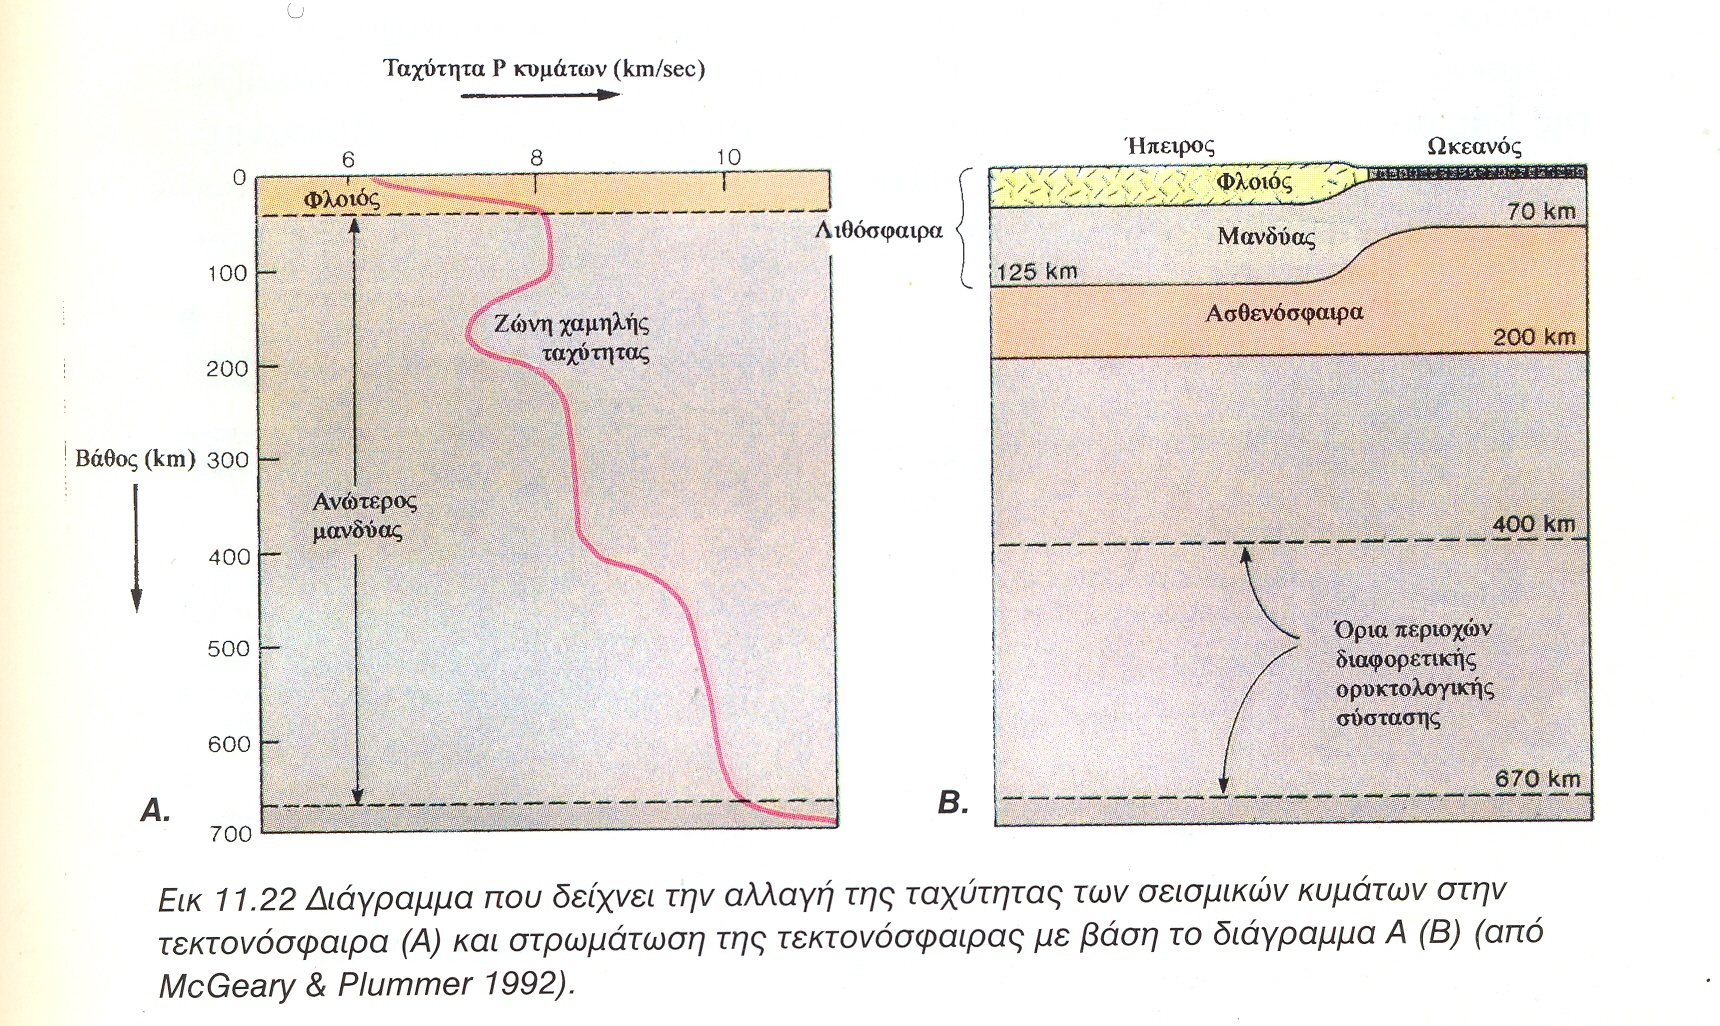 Ταχύτητα P κυμάτων (km/sec)
6 8 10
0
Φλοιός
100
Ζώνη χαμηλής
ταχύτητας
200
Βάθος (km) 300
Ανώτερος
μανδύας
400
500
600
700
A.
Ήπειρος Ωκεανός
Φλοιός
Λιθόσφαιρα
70 km
Μανδύας
125 km
Ασθενόσφαιρα
200 km
400 km
Όρια περιοχών
διαφορετικής
ορυκτολογικής
σύστασης
670 km
B.
Εικ 11.22 Διάγραμμα που δείχνει την αλλαγή της ταχύτητας των σεισμικών κυμάτων στην
τεκτονόσφαιρα (A) και στρωμάτωση της τεκτονόσφαιρας με βάση το διάγραμμα A (B) (από
McGeary & Plummer 1992).